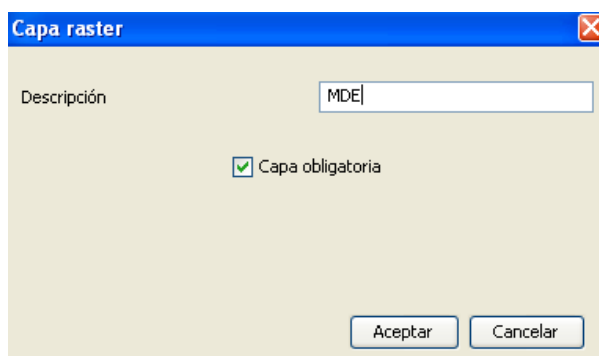 Capa raster
Descripción MDE
Capa obligatoria
Aceptar Cancelar